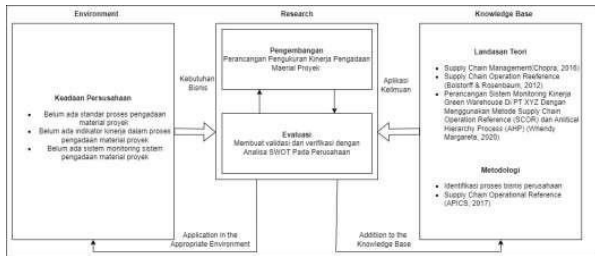 Environment
Keadaan Perusahaan
Belum ada standar proses pengadaan
material proyek
Belum ada indikator kinerja dalam proses
pengadaan material proyek
Belum ada sistem monitoring sistem
pengadaan material proyek
Kebutuhan
Bisnis
Research
Pengembangan
Perancangan Pengukuran Kinerja Pengadaan
Material Proyek
Evaluasi
Membuat validasi dan verifikasi dengan
Analisa SWOT Pada Perusahaan
Aplikasi
Keilmuan
Knowledge Base
Landasan Teori
Supply Chain Management(Chopra, 2016)
Supply Chain Operation Reeference
(Bolstorff & Rosenbaum, 2012)
Perancangan Sistem Monitoring Kinerja
Green Warehouse Di PT XYZ Dengan
Menggunakan Metode Supply Chain
Operation Reference (SCOR) dan Anlitical
Hierarchy Process (AHP) (Whendy
Margareta, 2020)
Metodologi
Identifikasi proses bisnis perusahaan
Supply Chain Operational Reference
(APICS, 2017)
Application in the
Appropriate Environment
Addition to the
Knowledge Base